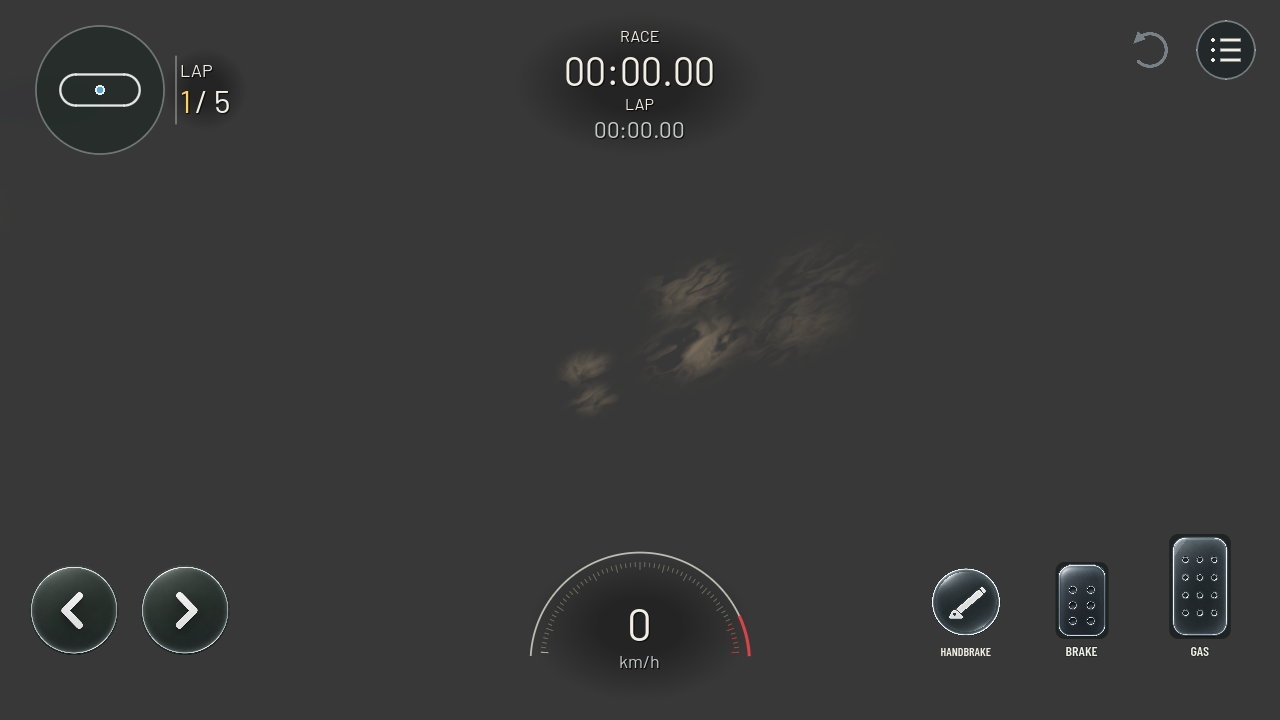 LAP
1/ 5
RACE
00:00.00
LAP
00:00.00
0
km/h
HANDBRAKE
BRAKE
GAS